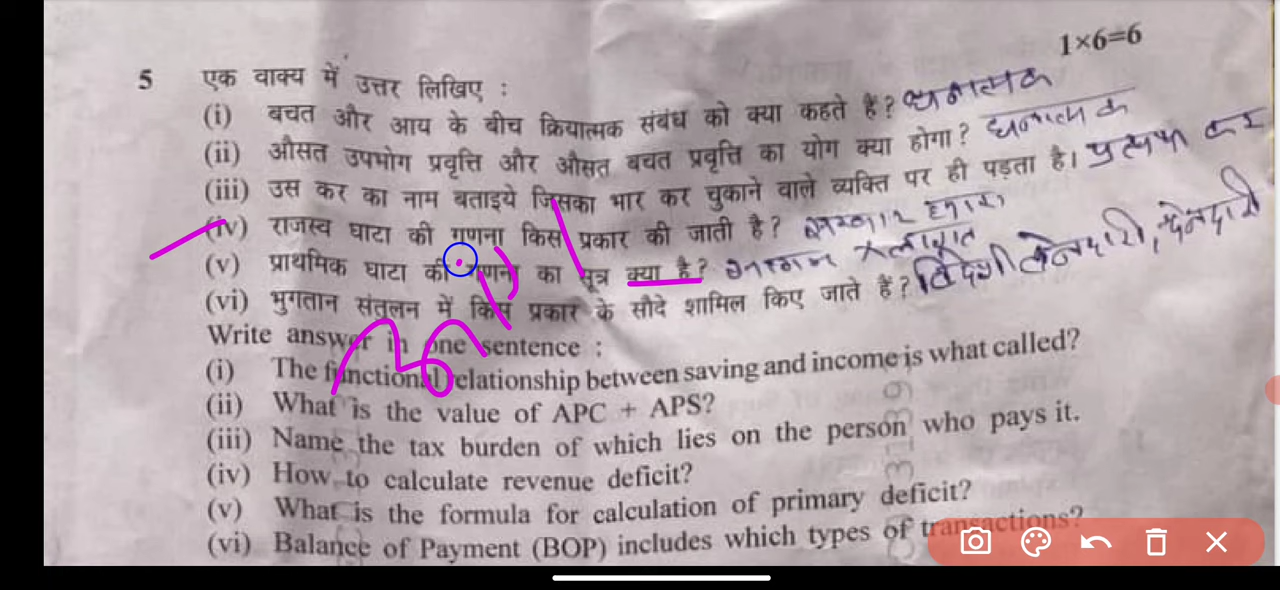 1×6=6
5 एक वाक्य में उत्तर लिखिए :
(i) बचत और आय के बीच क्रियात्मक संबंध को क्या कहते हैं? धनात्मक
(ii) औसत उपभोग प्रवृत्ति और औसत बचत प्रवृत्ति का योग क्या होगा? धनात्मक
(iii) उस कर का नाम बताइये जिसका भार कर चुकाने वाले व्यक्ति पर ही पड़ता है। प्रत्यक्ष कर
(iv) राजस्व घाटा की गणना किस प्रकार की जाती है? सरकार द्वारा
(v) प्राथमिक घाटा की गणना का सूत्र क्या है?
(vi) भुगतान संतुलन में किस प्रकार के सौदे शामिल किए जाते हैं? विदेशी लेनदारी, देनदारी
Write answer in one sentence :
(i) The functional relationship between saving and income is what called?
(ii) What is the value of APC + APS?
(iii) Name the tax burden of which lies on the person who pays it.
(iv) How to calculate revenue deficit?
(v) What is the formula for calculation of primary deficit?
(vi) Balance of Payment (BOP) includes which types of transactions?